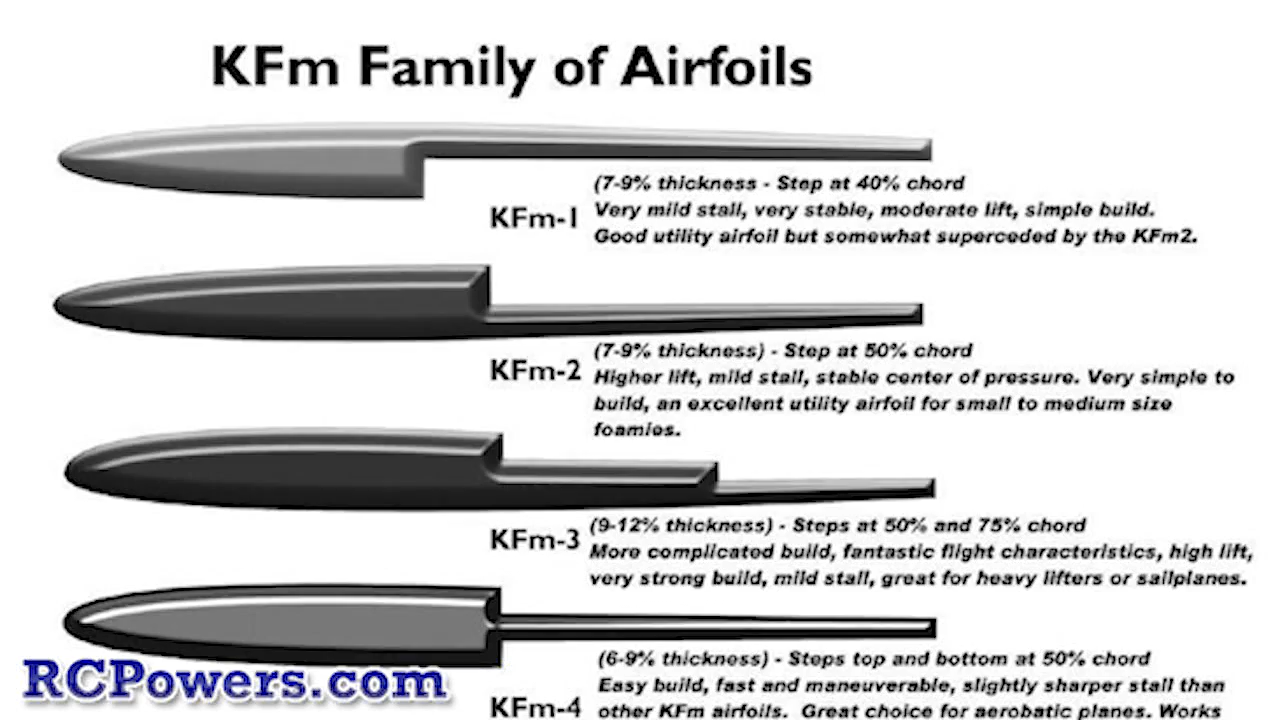 KFm Family of Airfoils
(7-9% thickness - Step at 40% chord
KFm-1 Very mild stall, very stable, moderate lift, simple build.
Good utility airfoil but somewhat superceded by the KFm2.
(7-9% thickness) - Step at 50% chord
KFm-2 Higher lift, mild stall, stable center of pressure. Very simple to
build, an excellent utility airfoil for small to medium size
foamies.
(9-12% thickness) - Steps at 50% and 75% chord
KFm-3 More complicated build, fantastic flight characteristics, high lift,
very strong build, mild stall, great for heavy lifters or sailplanes.
(6-9% thickness) - Steps top and bottom at 50% chord
Easy build, fast and maneuverable, slightly sharper stall than
KFm-4 other KFm airfoils. Great choice for aerobatic planes. Works
RCPowers.com